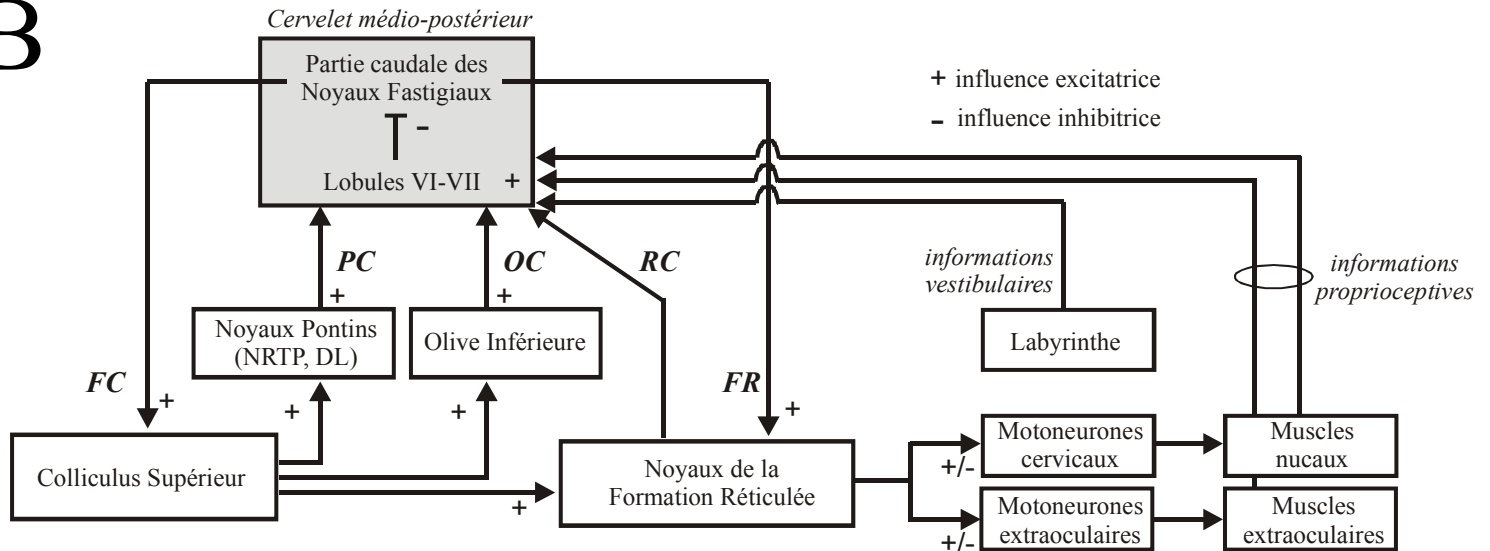 B
Cervelet médio-postérieur
Partie caudale des
Noyaux Fastigiaux
-
Lobules VI-VII +
+ influence excitatrice
- influence inhibitrice
PC
+
OC
+
RC
informations
vestibulaires
informations
proprioceptives
Noyaux Pontins
(NRTP, DL)
Olive Inférieure
Labyrinthe
FC
+
+
+
FR
+
Colliculus Supérieur
+
Noyaux de la
Formation Réticulée
+/-
+/-
Motoneurones
cervicaux
Muscles
nucaux
Motoneurones
extraoculaires
Muscles
extraoculaires